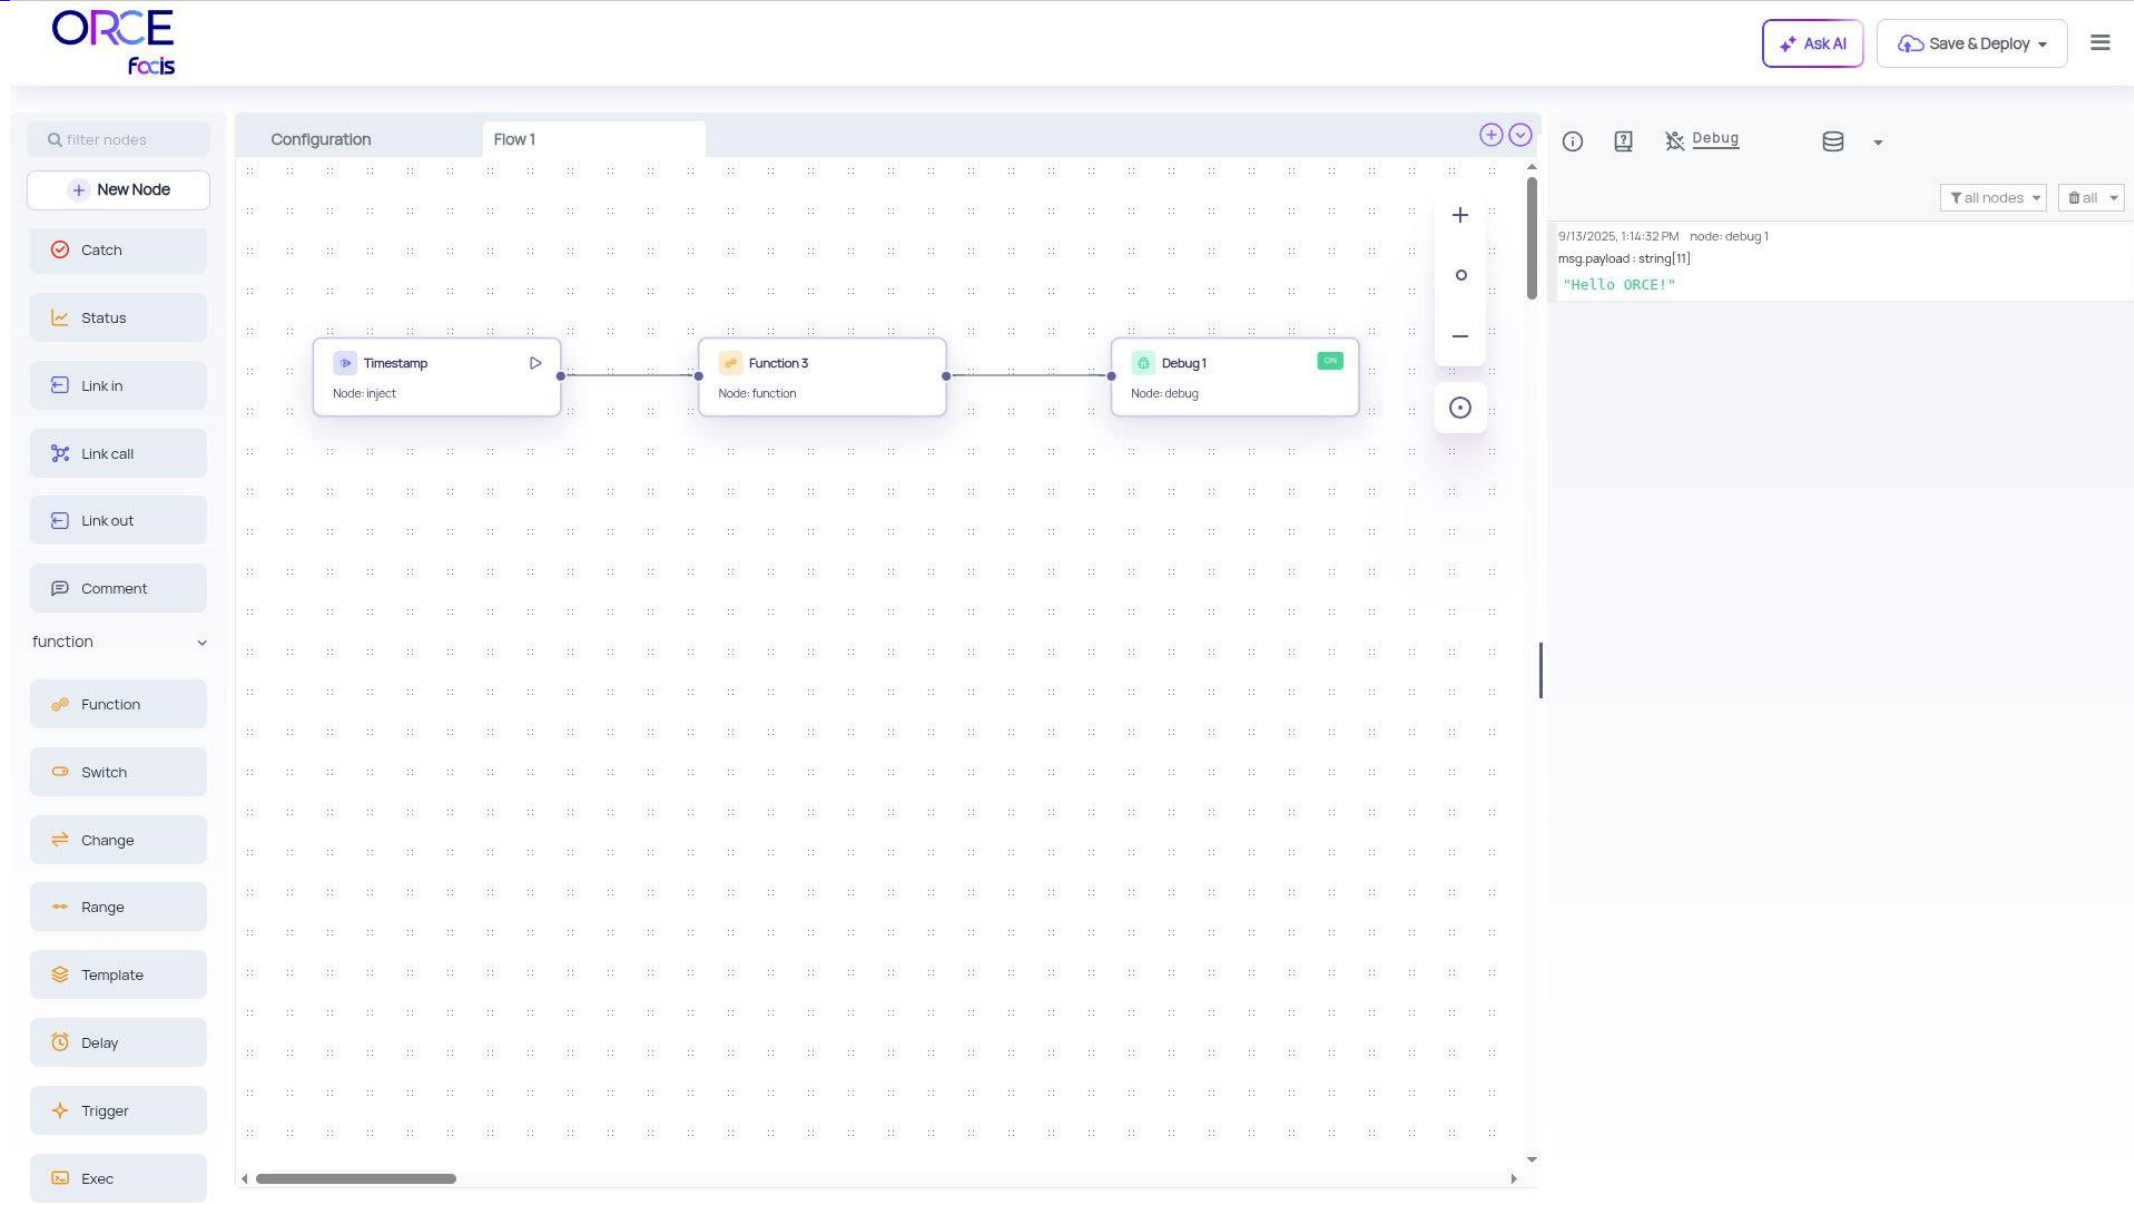 ORCE
facis
Ask AI
Save & Deploy
filter nodes
New Node
Catch
Status
Link in
Link call
Link out
Comment
function
Function
Switch
Change
Range
Template
Delay
Trigger
Exec
Configuration
Flow 1
Timestamp
Node: inject
Function 3
Node: function
Debug 1
ON
Node: debug
Debug
all nodes
all
9/13/2025, 1:14:32 PM node: debug 1
msg.payload : string[11]
"Hello ORCE!"